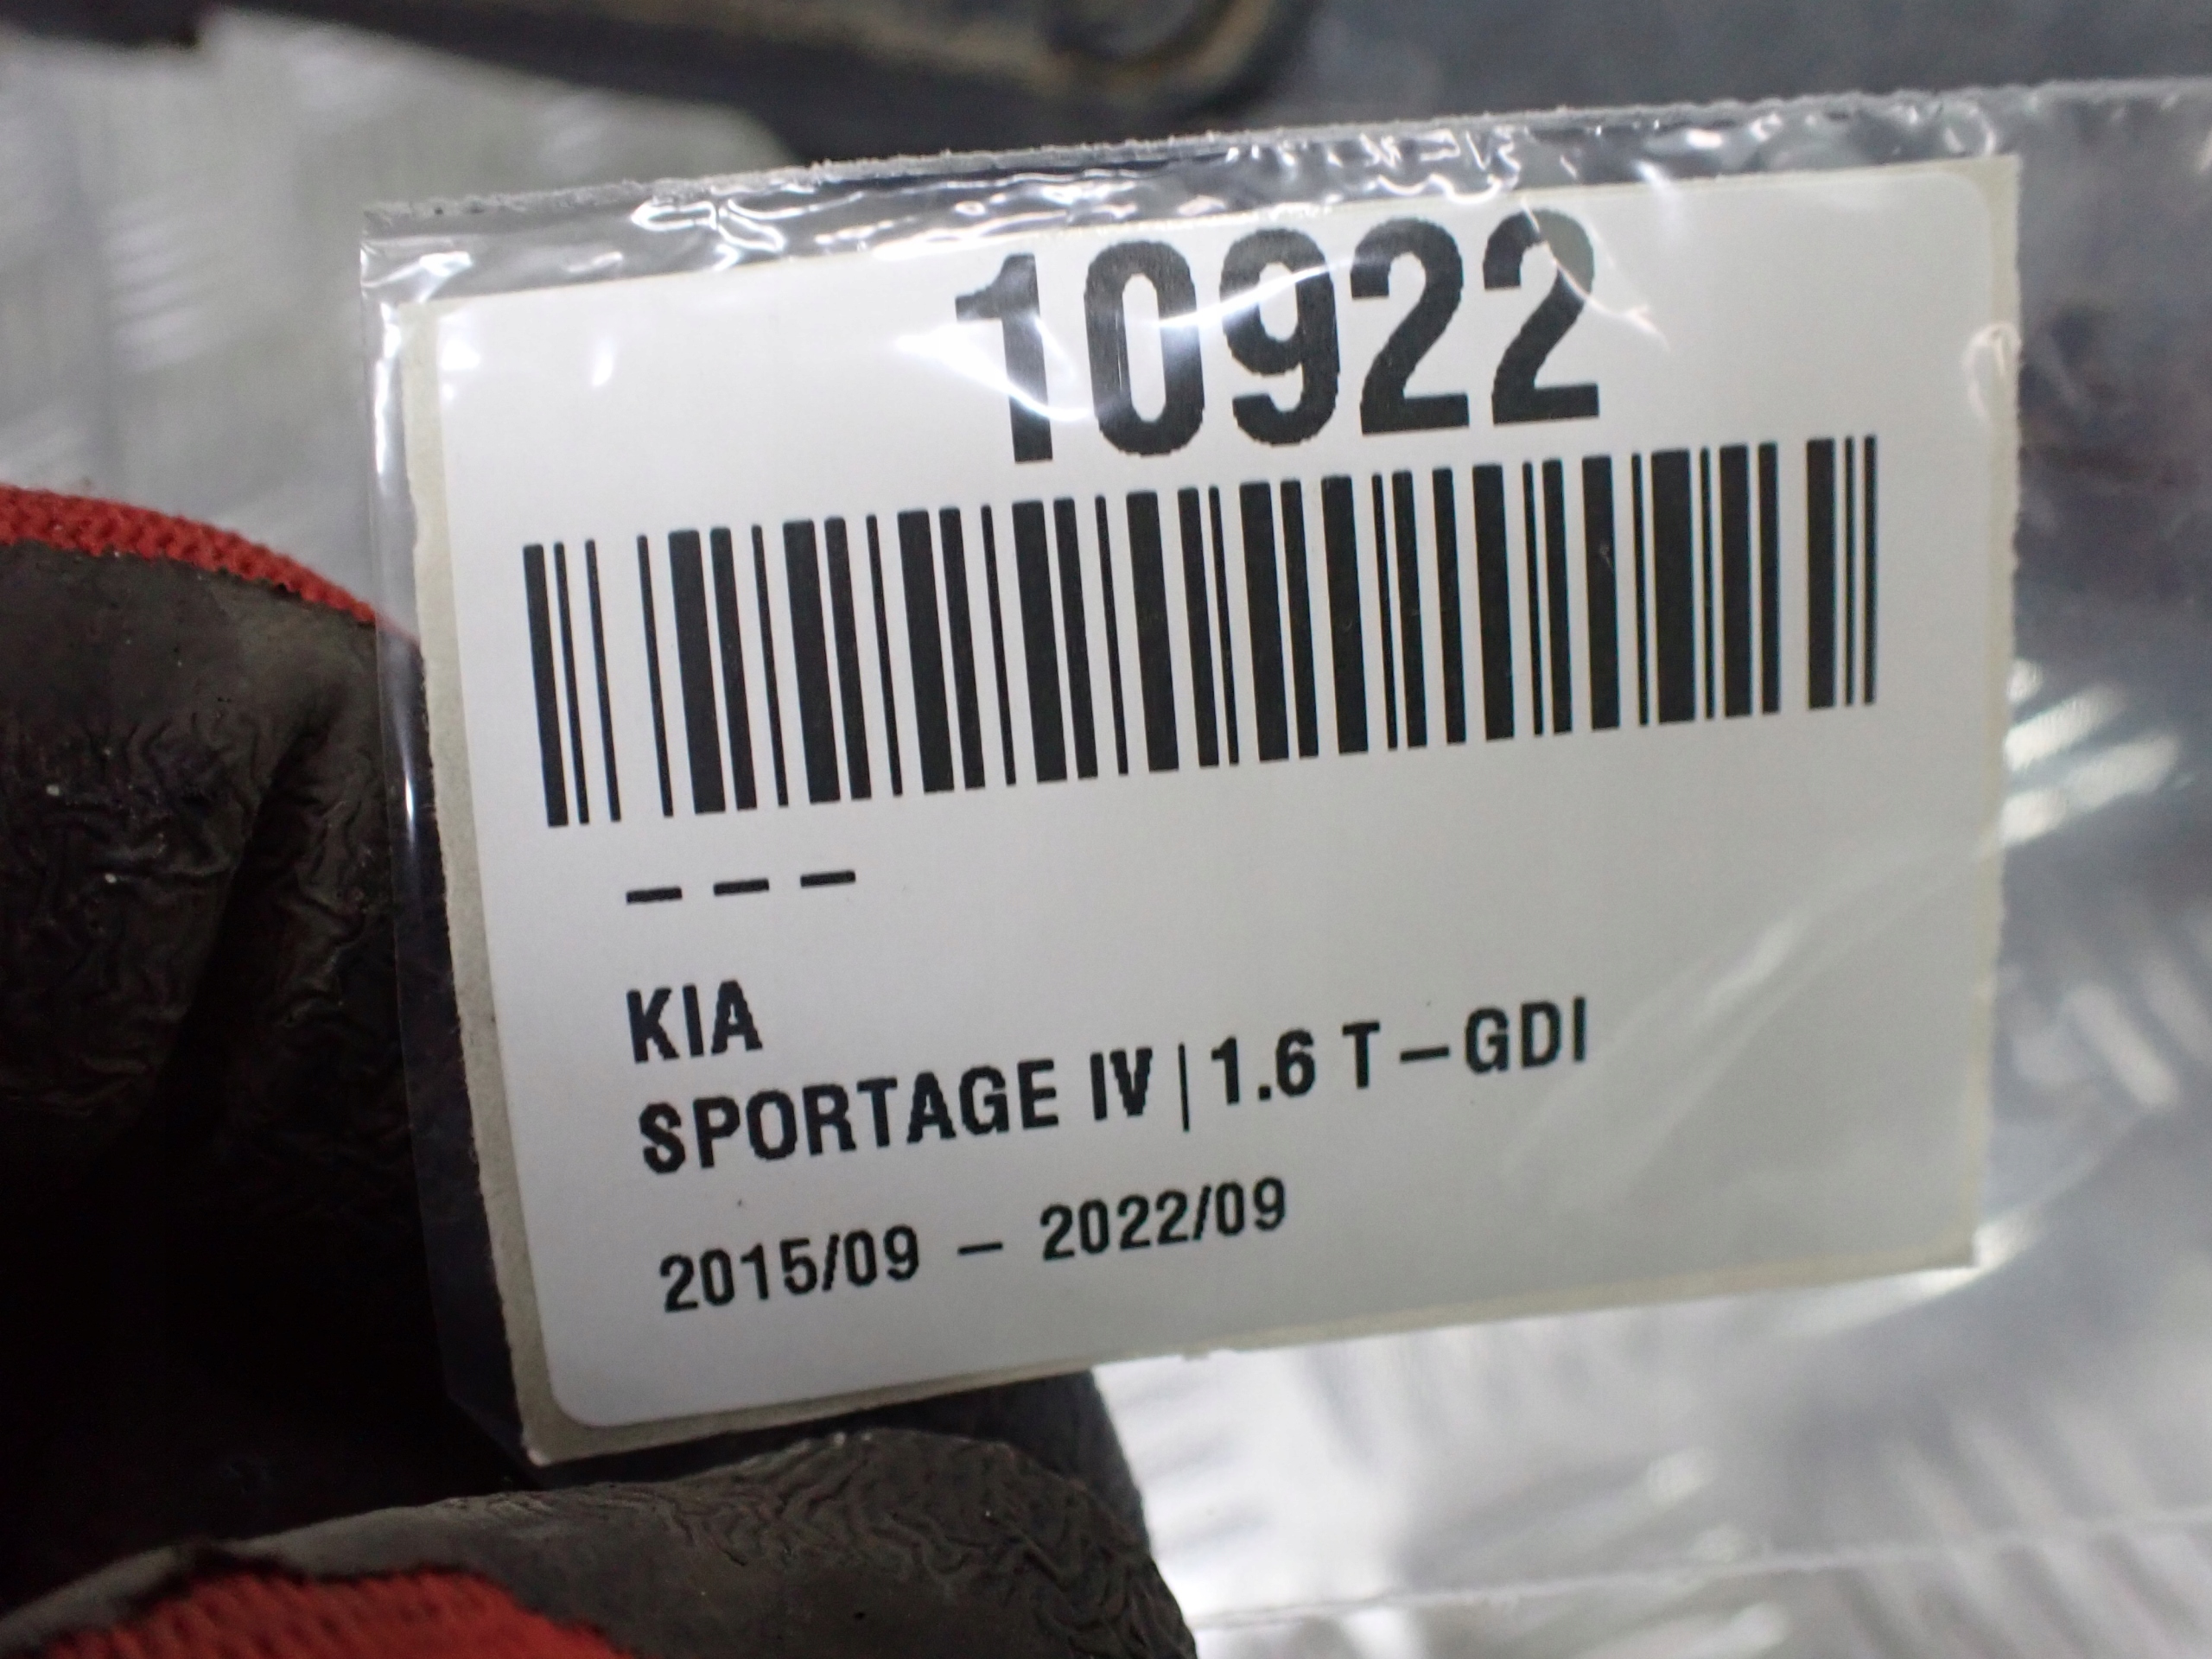 10922
– – –
KIA
SPORTAGE IV | 1.6 T–GDI
2015/09 – 2022/09